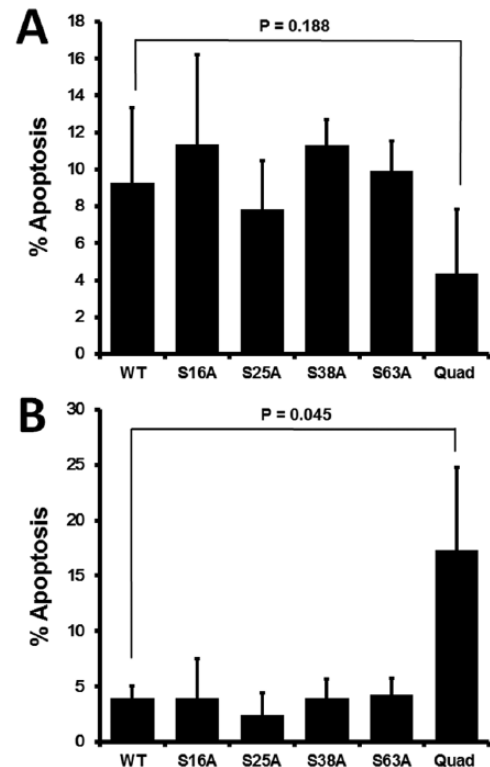 A
P = 0.188
% Apoptosis
18
16
14
12
10
8
6
4
2
0
WT S16A S25A S38A S63A Quad
B
P = 0.045
% Apoptosis
30
25
20
15
10
5
0
WT S16A S25A S38A S63A Quad